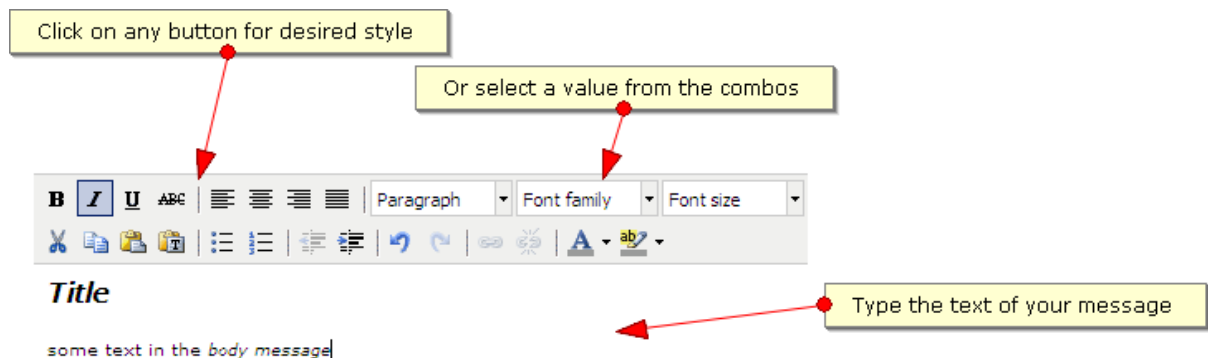 Click on any button for desired style
Or select a value from the combos
B I U ABC Paragraph Font family Font size
T A ab
Title
Type the text of your message
some text in the body message